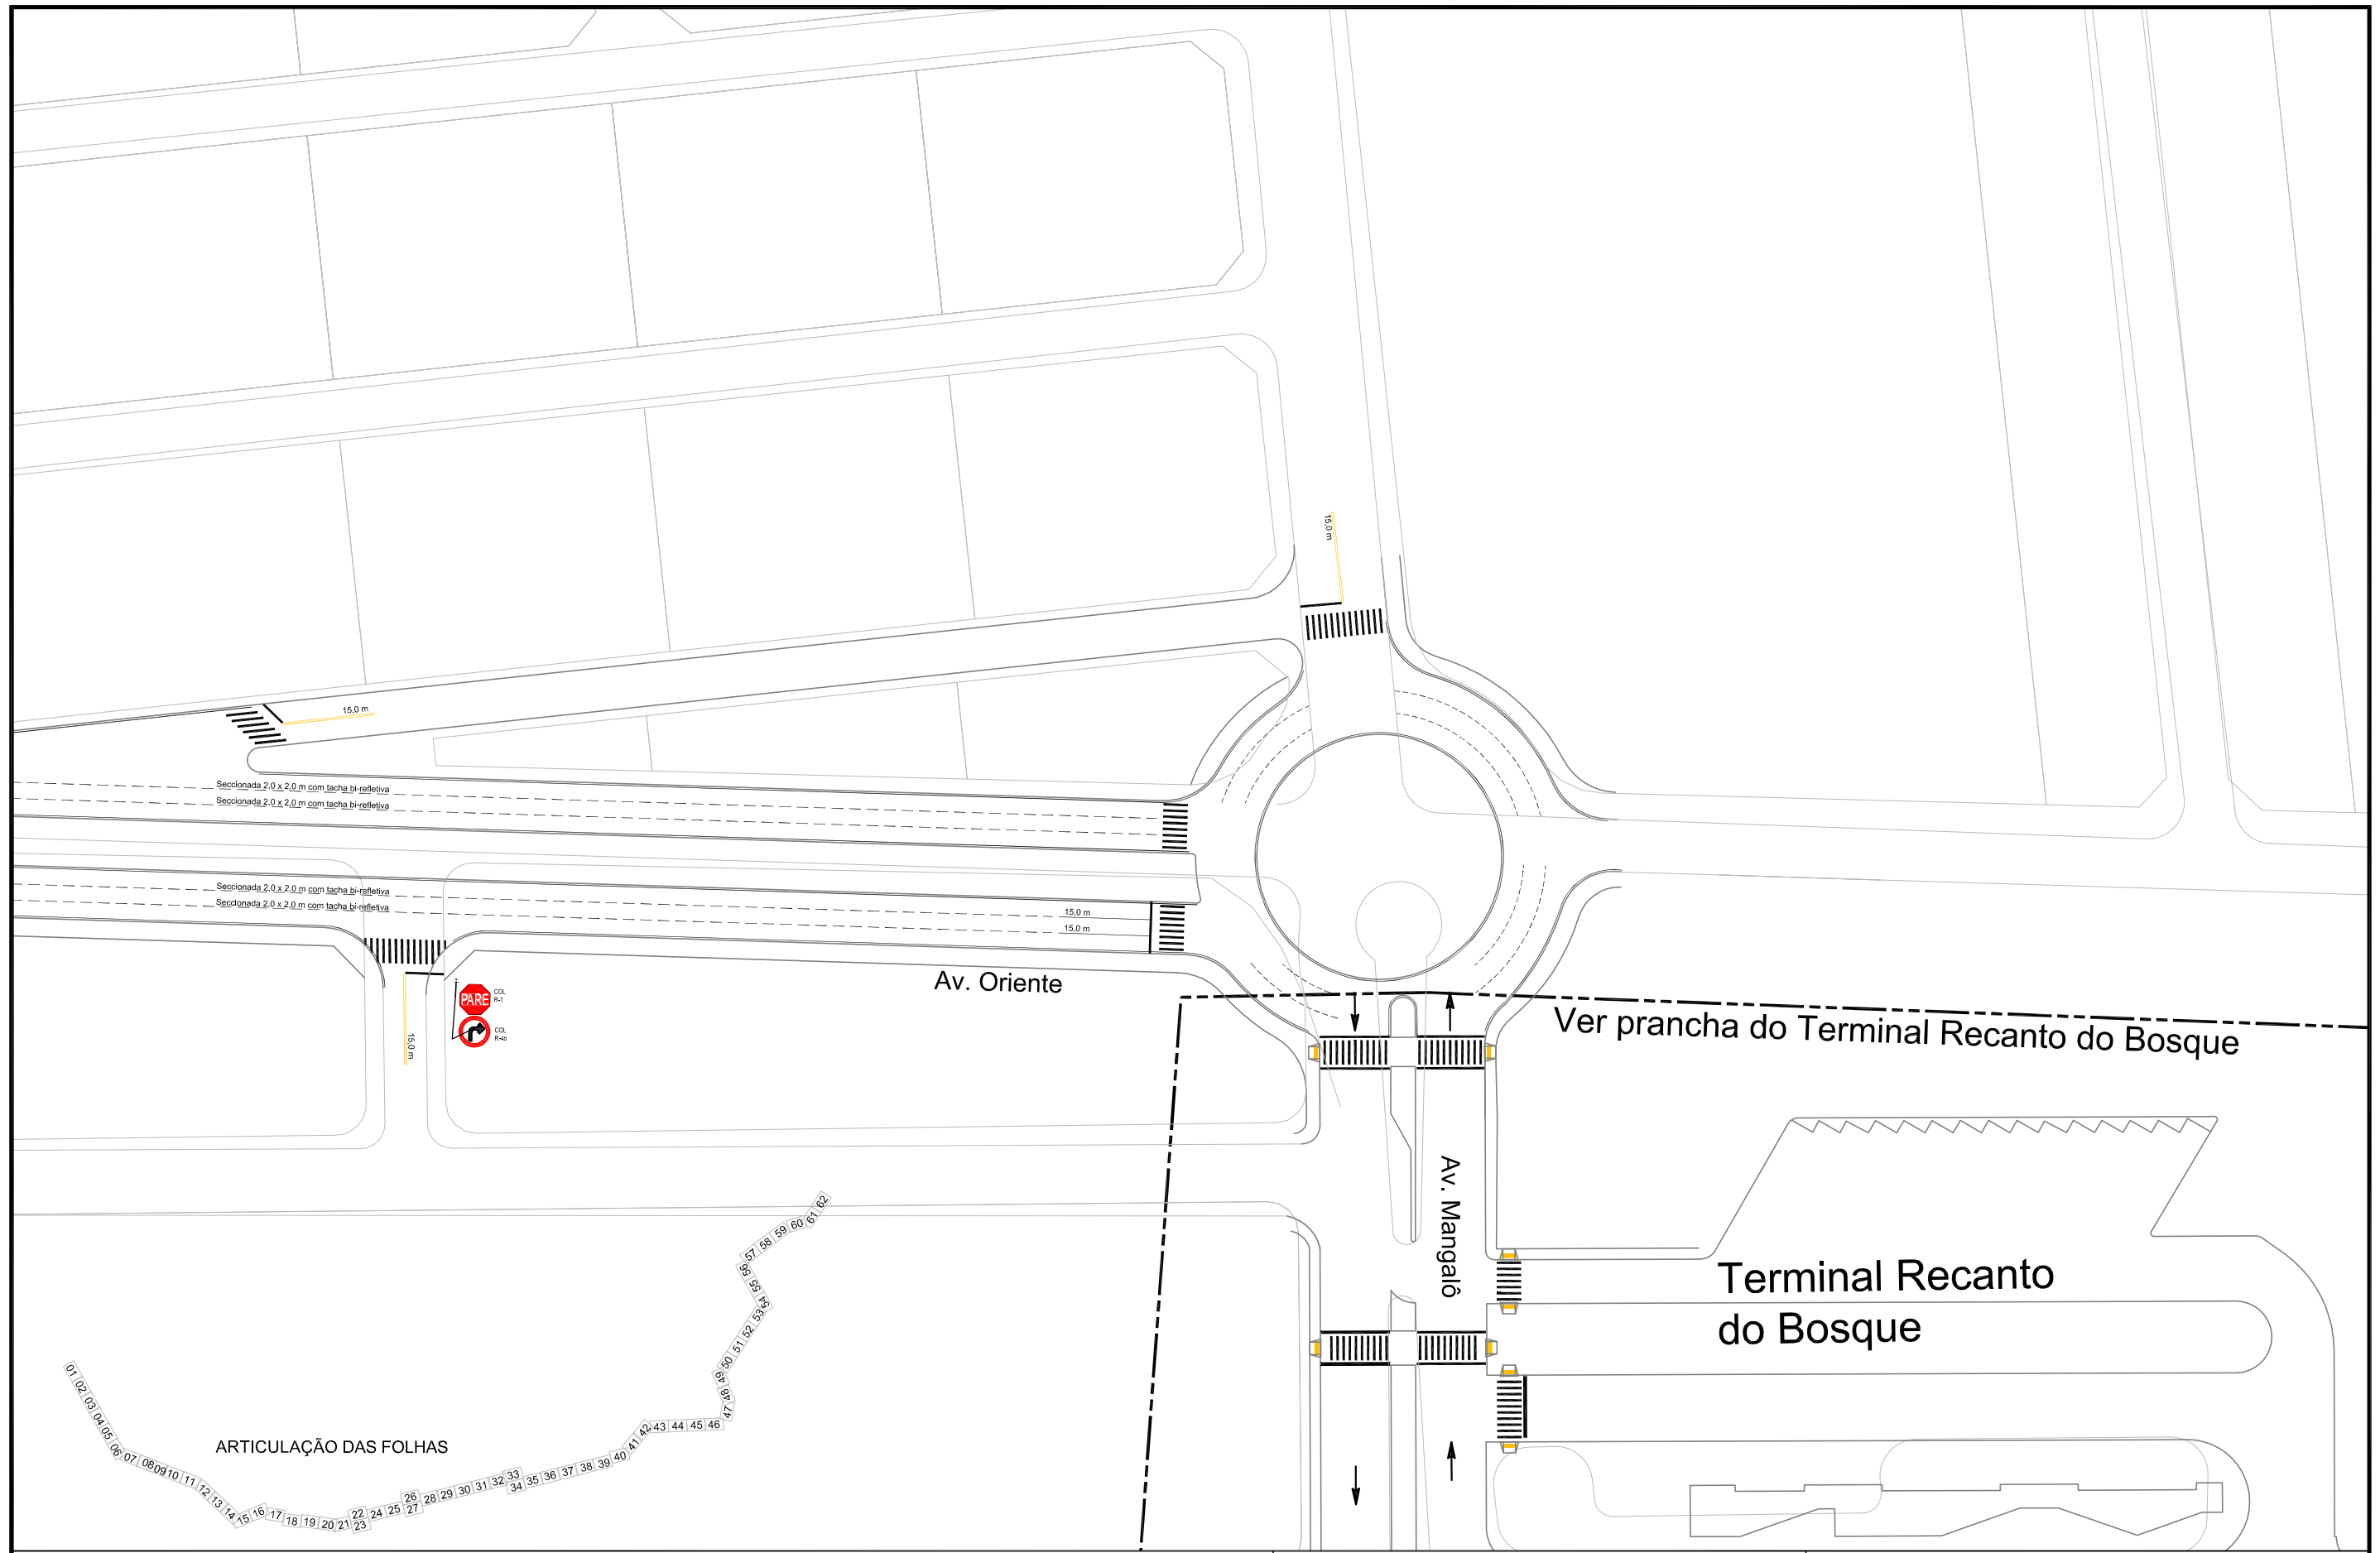 15,0 m
15,0 m
Seccionada 2,0 x 2,0 m com tacha bi-refletiva
Seccionada 2,0 x 2,0 m com tacha bi-refletiva
Seccionada 2,0 x 2,0 m com tacha bi-refletiva
Seccionada 2,0 x 2,0 m com tacha bi-refletiva
15,0 m
15,0 m
Av. Oriente
PARE
COL
R-1
COL
R-4b
15,0 m
Ver prancha do Terminal Recanto do Bosque
Av. Mangalô
Terminal Recanto
do Bosque
ARTICULAÇÃO DAS FOLHAS
01 02 03 04 05 06 07 08 09 10 11 12 13 14 15 16 17 18 19 20 21 22 23 24 25 26 27 28 29 30 31 32 33 34 35 36 37 38 39 40 41 42 43 44 45 46 47 48 49 50 51 52 53 54 55 56 57 58 59 60 61 62